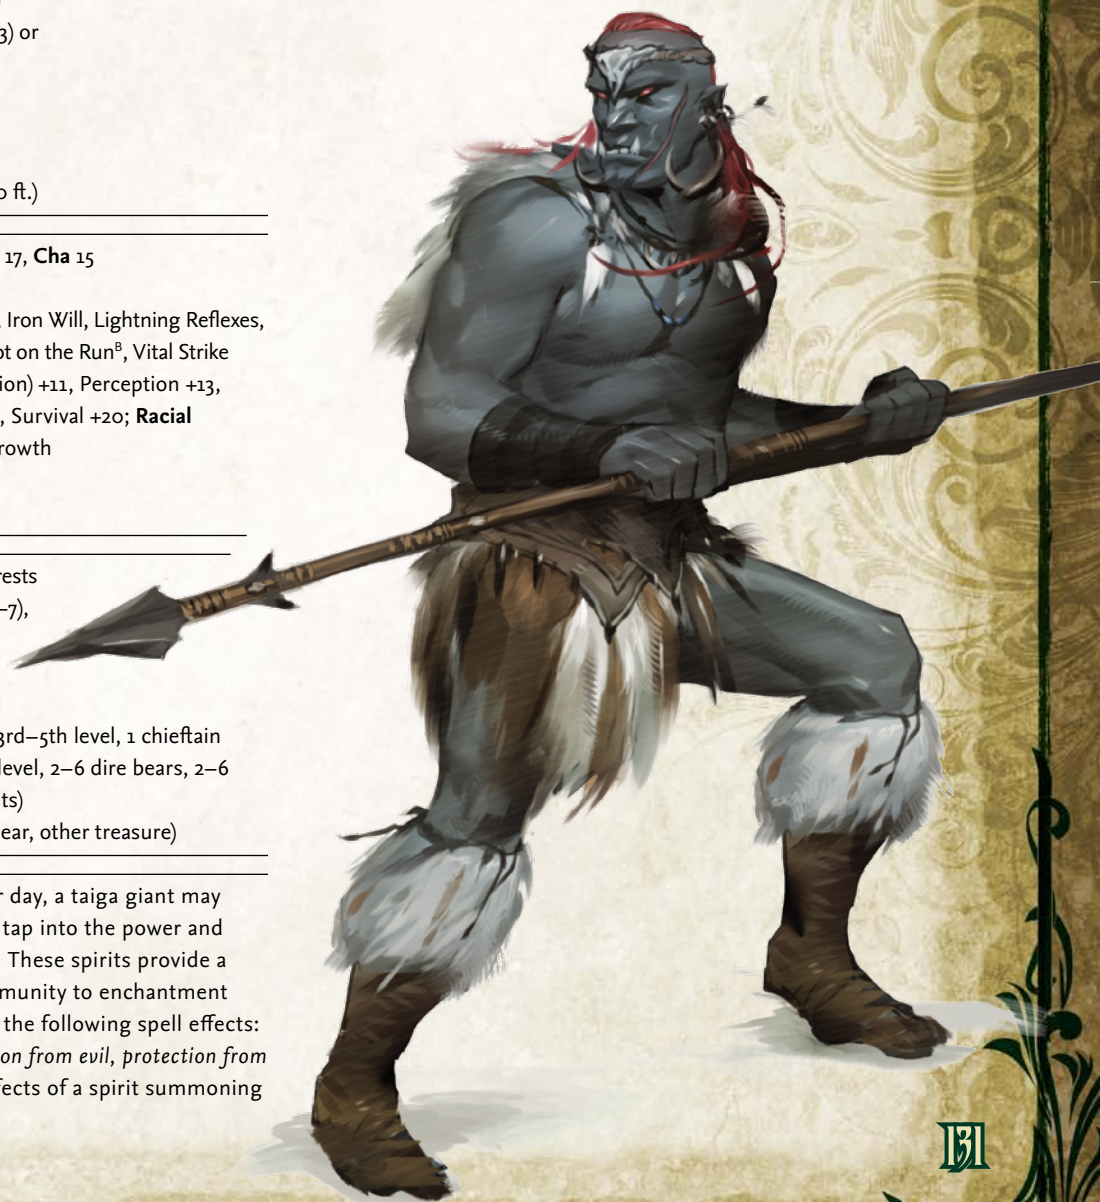 3) or
0 ft.)
17, Cha 15
, Iron Will, Lightning Reflexes,
ot on the Runᴮ, Vital Strike
ion) +11, Perception +13,
, Survival +20; Racial
rowth
rests
–7),
3rd–5th level, 1 chieftain
level, 2–6 dire bears, 2–6
ts)
ear, other treasure)
r day, a taiga giant may
tap into the power and
These spirits provide a
munity to enchantment
the following spell effects:
on from evil, protection from
fects of a spirit summoning